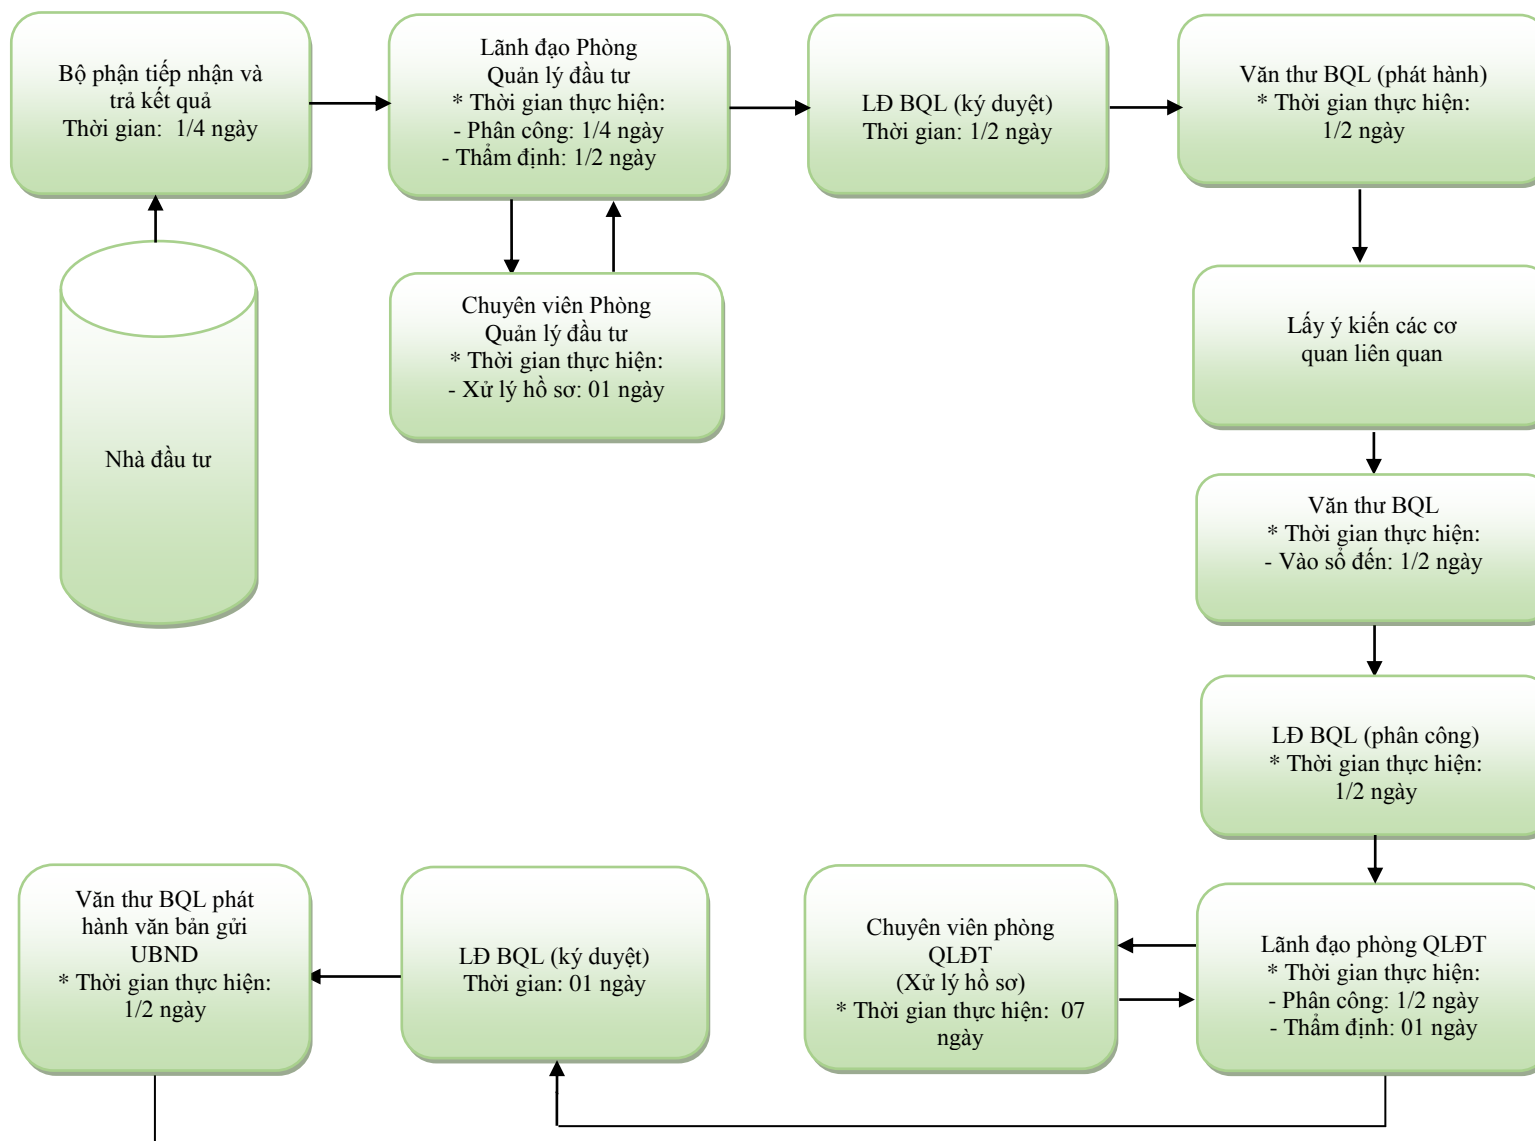 Bộ phận tiếp nhận và
trả kết quả
Thời gian: 1/4 ngày
Lãnh đạo Phòng
Quản lý đầu tư
* Thời gian thực hiện:
- Phân công: 1/4 ngày
- Thẩm định: 1/2 ngày
LĐ BQL (ký duyệt)
Thời gian: 1/2 ngày
Văn thư BQL (phát hành)
* Thời gian thực hiện:
1/2 ngày
Nhà đầu tư
Chuyên viên Phòng
Quản lý đầu tư
* Thời gian thực hiện:
- Xử lý hồ sơ: 01 ngày
Lấy ý kiến các cơ
quan liên quan
Văn thư BQL
* Thời gian thực hiện:
- Vào sổ đến: 1/2 ngày
LĐ BQL (phân công)
* Thời gian thực hiện:
1/2 ngày
Lãnh đạo phòng QLĐT
* Thời gian thực hiện:
- Phân công: 1/2 ngày
- Thẩm định: 01 ngày
Chuyên viên phòng
QLĐT
(Xử lý hồ sơ)
* Thời gian thực hiện: 07
ngày
LĐ BQL (ký duyệt)
Thời gian: 01 ngày
Văn thư BQL phát
hành văn bản gửi
UBND
* Thời gian thực hiện:
1/2 ngày